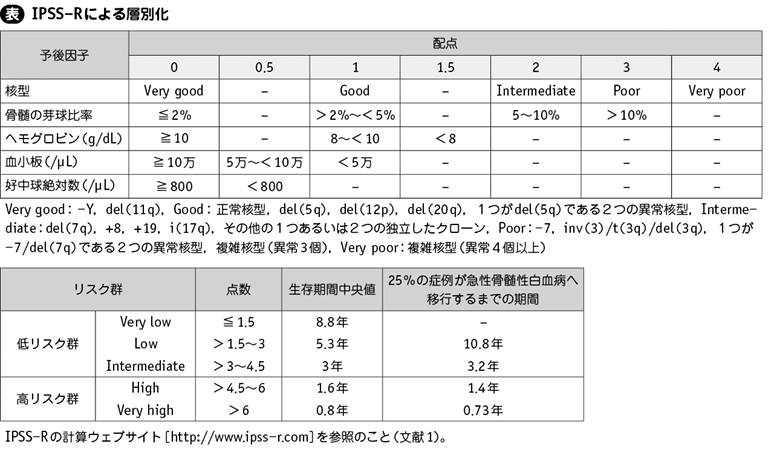 表 IPSS-Rによる層別化
予後因子 配点
0 0.5 1 1.5 2 3 4
核型 Very good – Good – Intermediate Poor Very poor
骨髄の芽球比率 ≦2% – >2%〜<5% 5〜10% >10% –
ヘモグロビン(g/dL) ≧10 – 8〜<10 <8 – – –
血小板(/μL) ≧10万 5万〜<10万 <5万 – – – –
好中球絶対数(/μL) ≧800 <800 – – – – –
Very good:-Y, del(11q), Good:正常核型, del(5q), del(12p), del(20q), 1つがdel(5q)である2つの異常核型, Interme-
diate:del(7q), +8, +19, i(17q), その他の1つあるいは2つの独立したクローン, Poor:-7, inv(3)/t(3q)/del(3q), 1つが
-7/del(7q)である2つの異常核型, 複雑核型(異常3個), Very poor:複雑核型(異常4個以上)
リスク群 点数 生存期間中央値 25%の症例が急性骨髄性白血病へ
移行するまでの期間
低リスク群 Very low ≦1.5 8.8年 –
Low >1.5〜3 5.3年 10.8年
Intermediate >3〜4.5 3年 3.2年
高リスク群 High >4.5〜6 1.6年 1.4年
Very high >6 0.8年 0.73年
IPSS-Rの計算ウェブサイト[http://www.ipss-r.com]を参照のこと(文献1)。